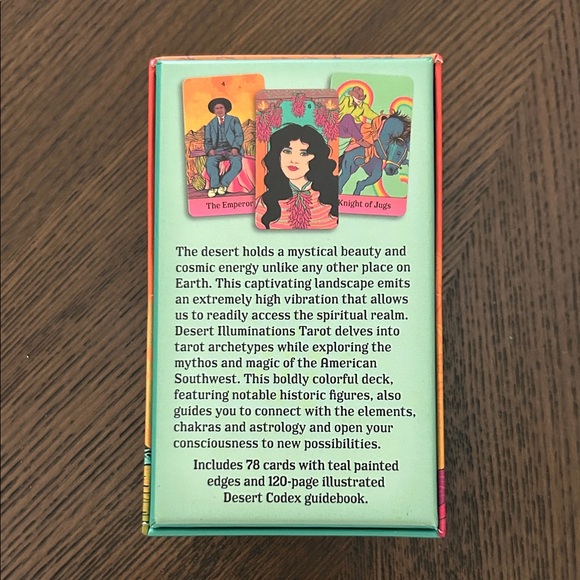 4
8
The Emperor
Knight of Jugs
The desert holds a mystical beauty and
cosmic energy unlike any other place on
Earth. This captivating landscape emits
an extremely high vibration that allows
us to readily access the spiritual realm.
Desert Illuminations Tarot delves into
tarot archetypes while exploring the
mythos and magic of the American
Southwest. This boldly colorful deck,
featuring notable historic figures, also
guides you to connect with the elements,
chakras and astrology and open your
consciousness to new possibilities.
Includes 78 cards with teal painted
edges and 120-page illustrated
Desert Codex guidebook.